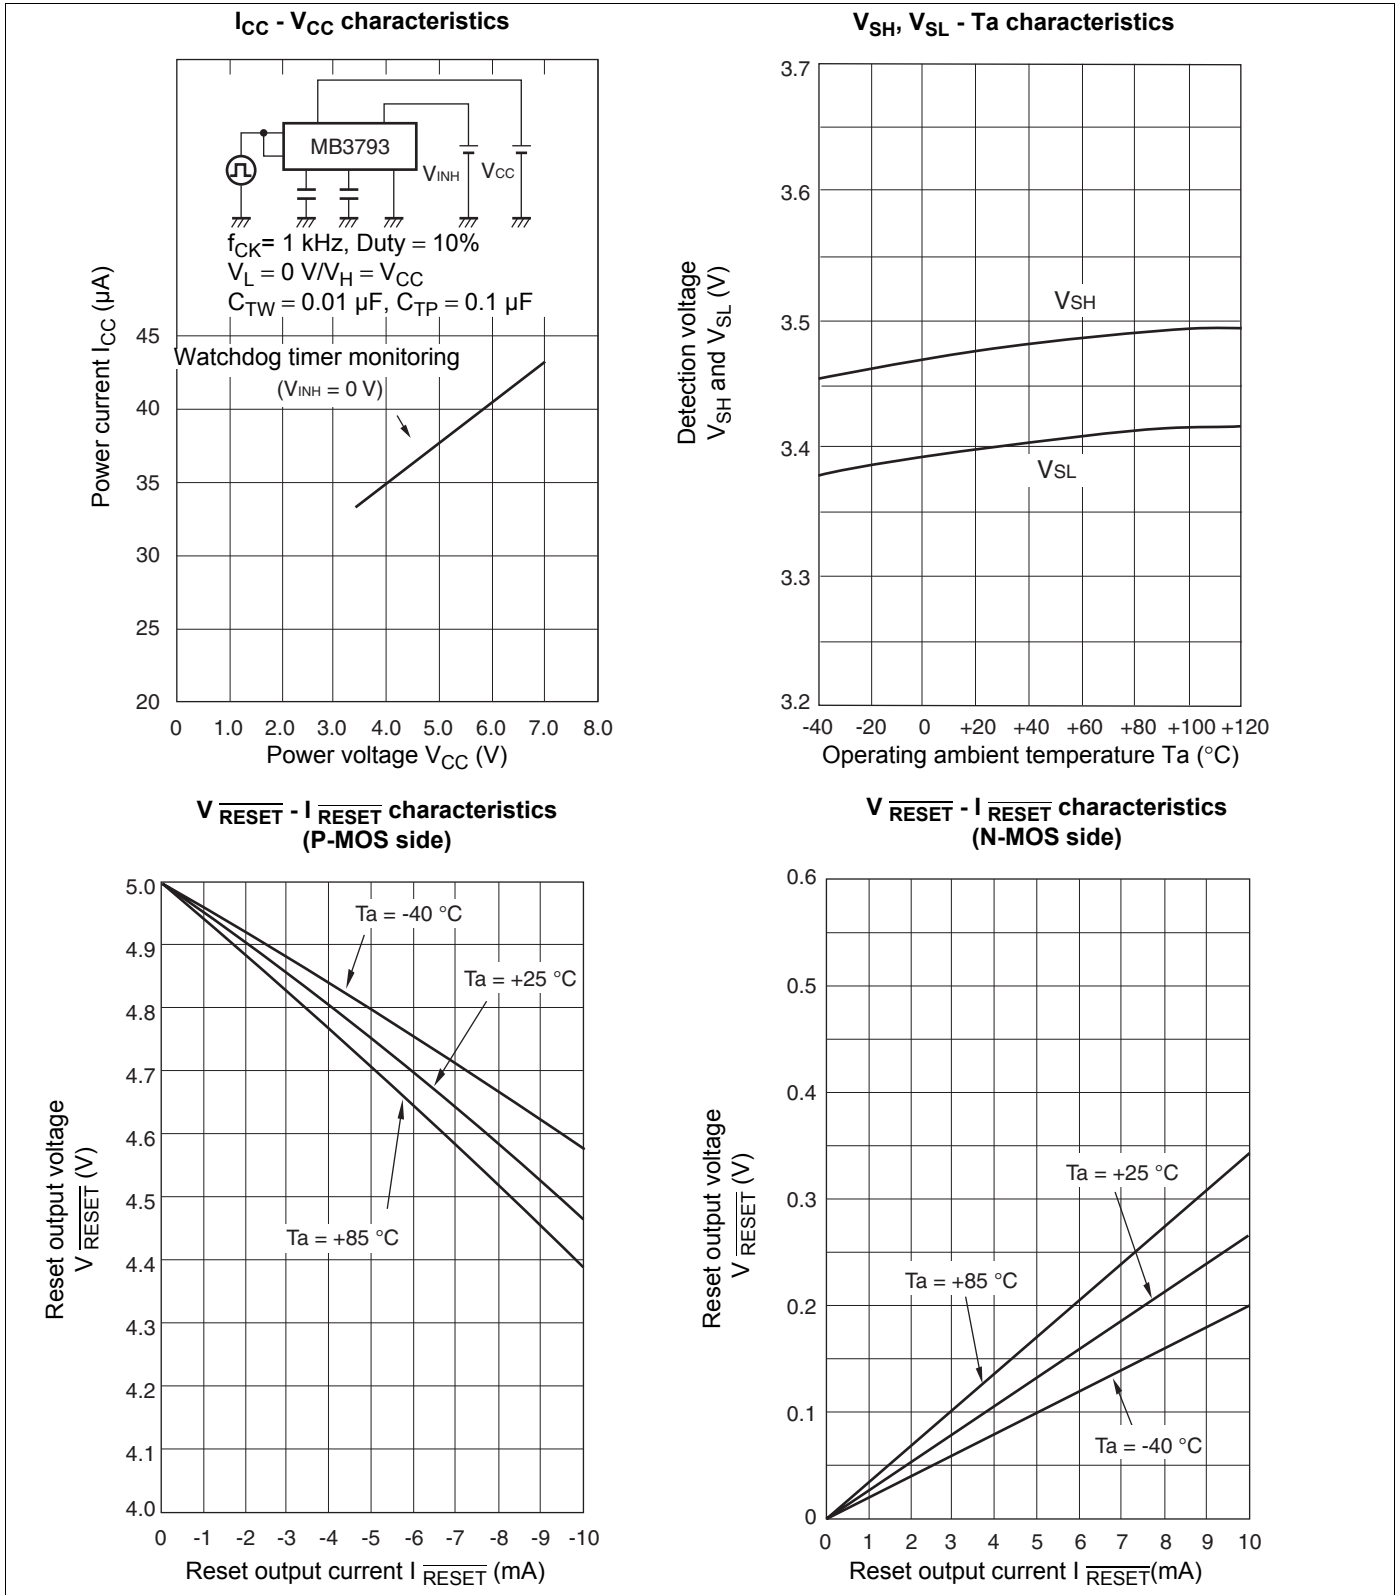 ICC - VCC characteristics
MB3793
VINH
VCC
fCK= 1 kHz, Duty = 10%
VL = 0 V/VH = VCC
CTW = 0.01 µF, CTP = 0.1 µF
Watchdog timer monitoring
(VINH = 0 V)
Power current ICC (µA)
45
40
35
30
25
20
0 1.0 2.0 3.0 4.0 5.0 6.0 7.0 8.0
Power voltage VCC (V)
VSH, VSL - Ta characteristics
Detection voltage
VSH and VSL (V)
3.7
3.6
3.5
3.4
3.3
3.2
VSH
VSL
-40 -20 0 +20 +40 +60 +80 +100 +120
Operating ambient temperature Ta (°C)
V RESET - I RESET characteristics
(P-MOS side)
Reset output voltage
V RESET (V)
5.0
4.9
4.8
4.7
4.6
4.5
4.4
4.3
4.2
4.1
4.0
Ta = -40 °C
Ta = +25 °C
Ta = +85 °C
0 -1 -2 -3 -4 -5 -6 -7 -8 -9 -10
Reset output current I RESET (mA)
V RESET - I RESET characteristics
(N-MOS side)
Reset output voltage
V RESET (V)
0.6
0.5
0.4
0.3
0.2
0.1
0
Ta = +25 °C
Ta = +85 °C
Ta = -40 °C
0 1 2 3 4 5 6 7 8 9 10
Reset output current I RESET(mA)